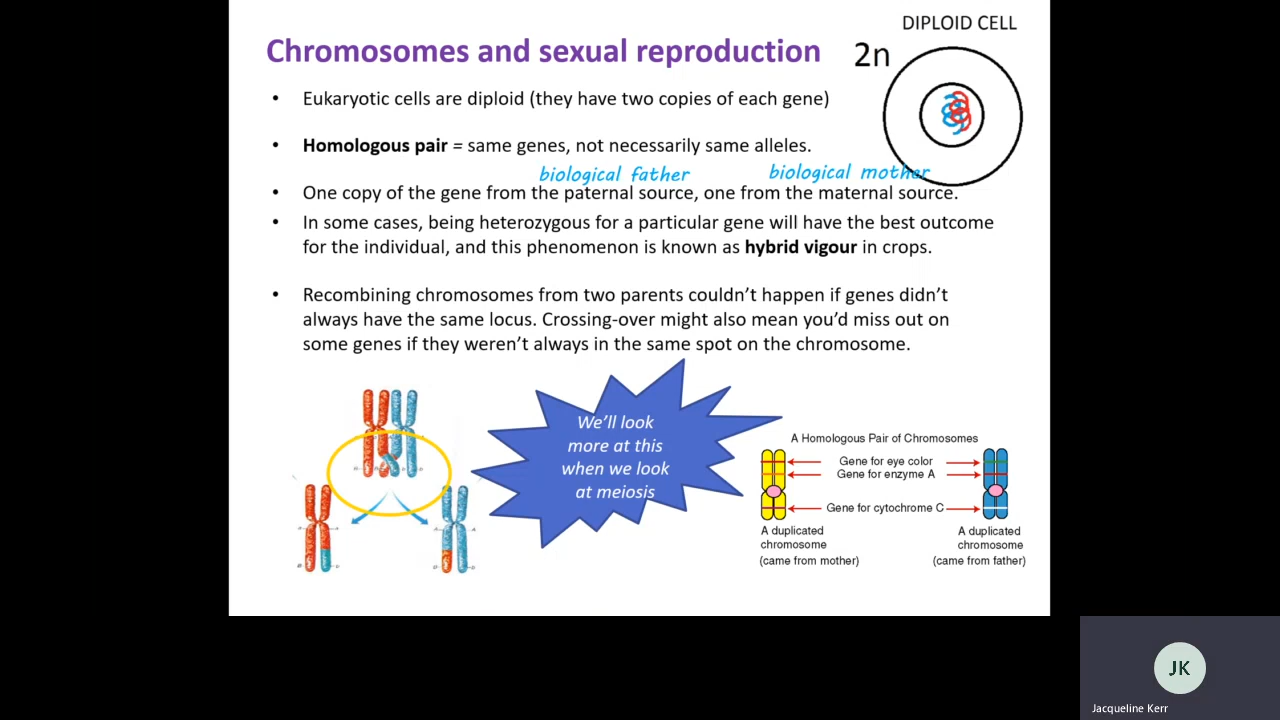 DIPLOID CELL
Chromosomes and sexual reproduction
2n
• Eukaryotic cells are diploid (they have two copies of each gene)
• Homologous pair = same genes, not necessarily same alleles.
biological father
biological mother
• One copy of the gene from the paternal source, one from the maternal source.
• In some cases, being heterozygous for a particular gene will have the best outcome
for the individual, and this phenomenon is known as hybrid vigour in crops.
• Recombining chromosomes from two parents couldn't happen if genes didn't
always have the same locus. Crossing-over might also mean you'd miss out on
some genes if they weren't always in the same spot on the chromosome.
We'll look
more at this
when we look
at meiosis
A Homologous Pair of Chromosomes
Gene for eye color
Gene for enzyme A
Gene for cytochrome C
A duplicated
chromosome
(came from mother)
A duplicated
chromosome
(came from father)
JK
Jacqueline Kerr